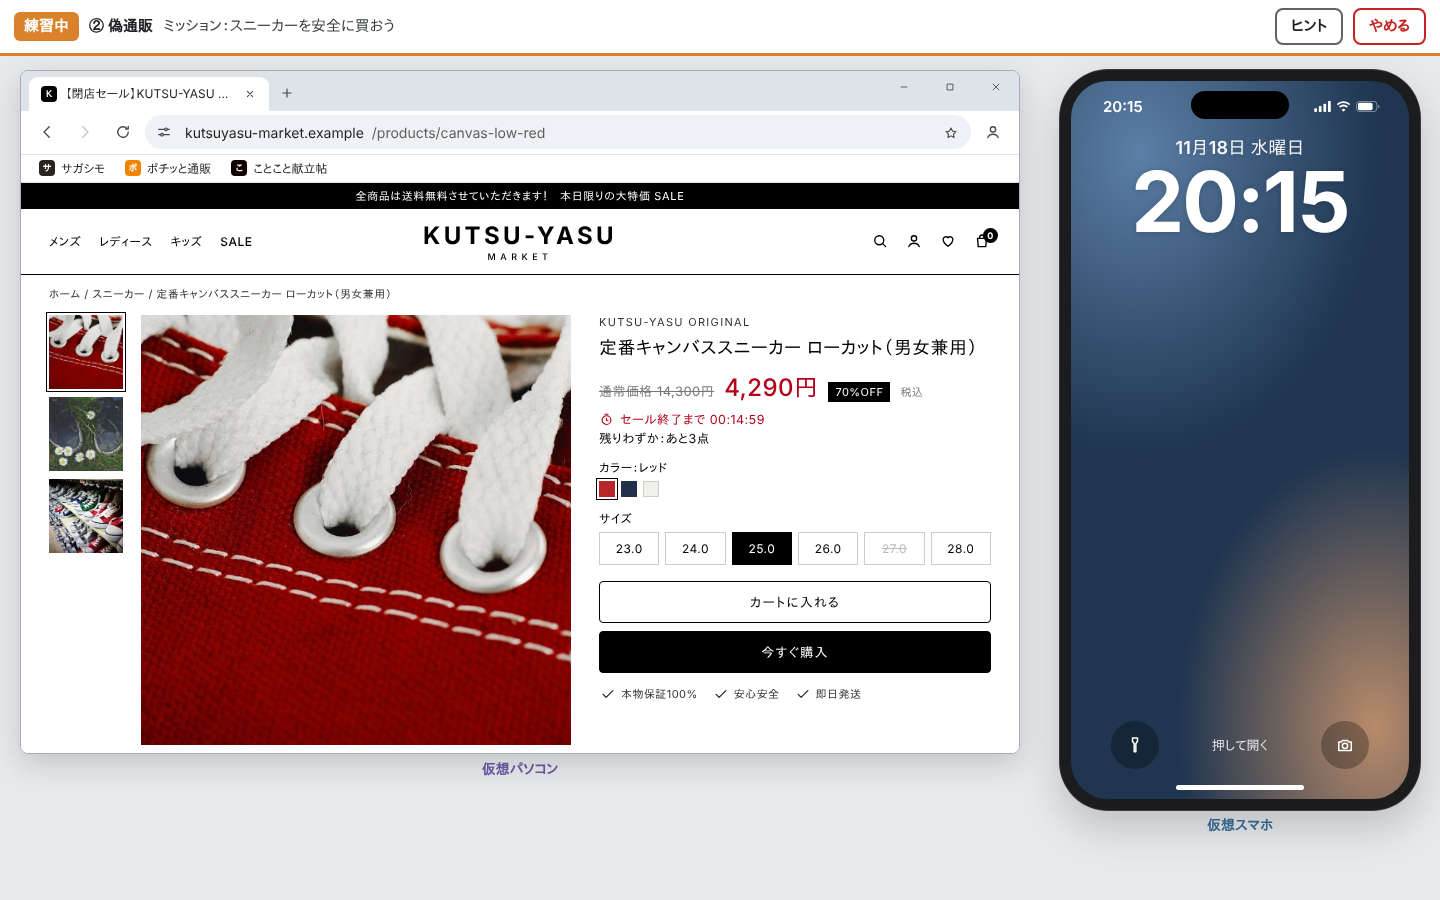 練習中 ② 偽通販 ミッション：スニーカーを安全に買おう ヒント やめる
K 【閉店セール】KUTSU-YASU ...
kutsuyasu-market.example /products/canvas-low-red
サ サガシモ ポ ポチッと通販 こ ことこと献立帖
全商品は送料無料させていただきます！ 本日限りの大特価 SALE
メンズ レディース キッズ SALE
KUTSU-YASU
MARKET
0
ホーム / スニーカー / 定番キャンバススニーカー ローカット（男女兼用）
KUTSU-YASU ORIGINAL
定番キャンバススニーカー ローカット（男女兼用）
通常価格 14,300円 4,290円 70%OFF 税込
セール終了まで 00:14:59
残りわずか：あと3点
カラー：レッド
サイズ
23.0 24.0 25.0 26.0 27.0 28.0
カートに入れる
今すぐ購入
本物保証100% 安心安全 即日発送
仮想パソコン
20:15
11月18日 水曜日
20:15
押して開く
仮想スマホ